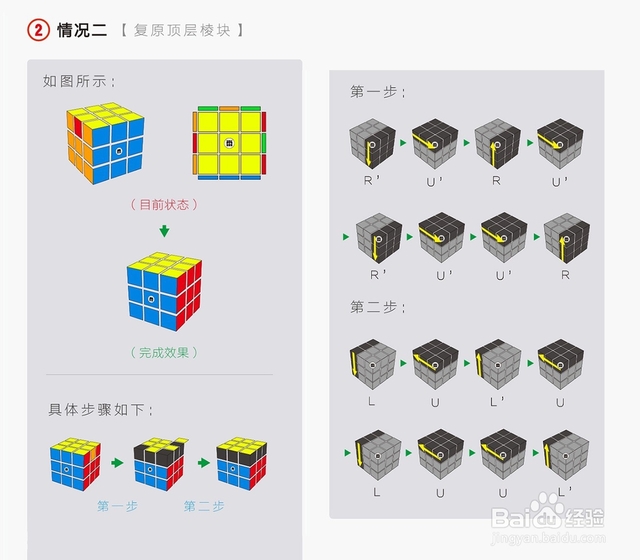 2 情况二 【 复原顶层棱块 】
如图所示：
（目前状态）
（完成效果）
具体步骤如下：
第一步 第二步
第一步：
R' U' R U'
R' U' U' R
第二步：
L U L' U
L U U L'
Baidu经验
jingyan.baidu.com